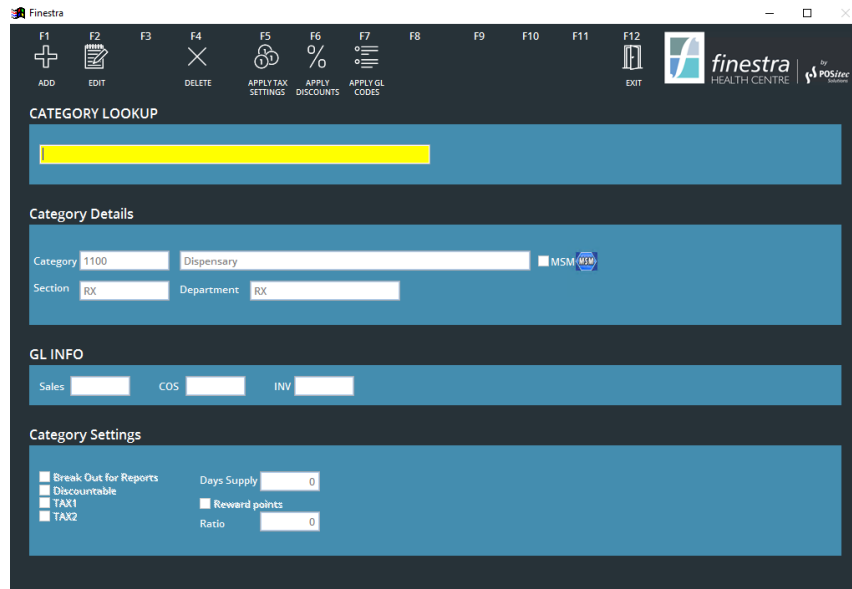 Finestra
F1 F2 F3 F4 F5 F6 F7 F8 F9 F10 F11 F12
ADD EDIT DELETE APPLY TAX APPLY APPLY GL EXIT
SETTINGS DISCOUNTS CODES
f finestra by
HEALTH CENTRE POSitec
Solutions
CATEGORY LOOKUP
Category Details
Category 1100 Dispensary MSM MSM
Section RX Department RX
GL INFO
Sales COS INV
Category Settings
Break Out for Reports Days Supply 0
Discountable
TAX1 Reward points
TAX2 Ratio 0